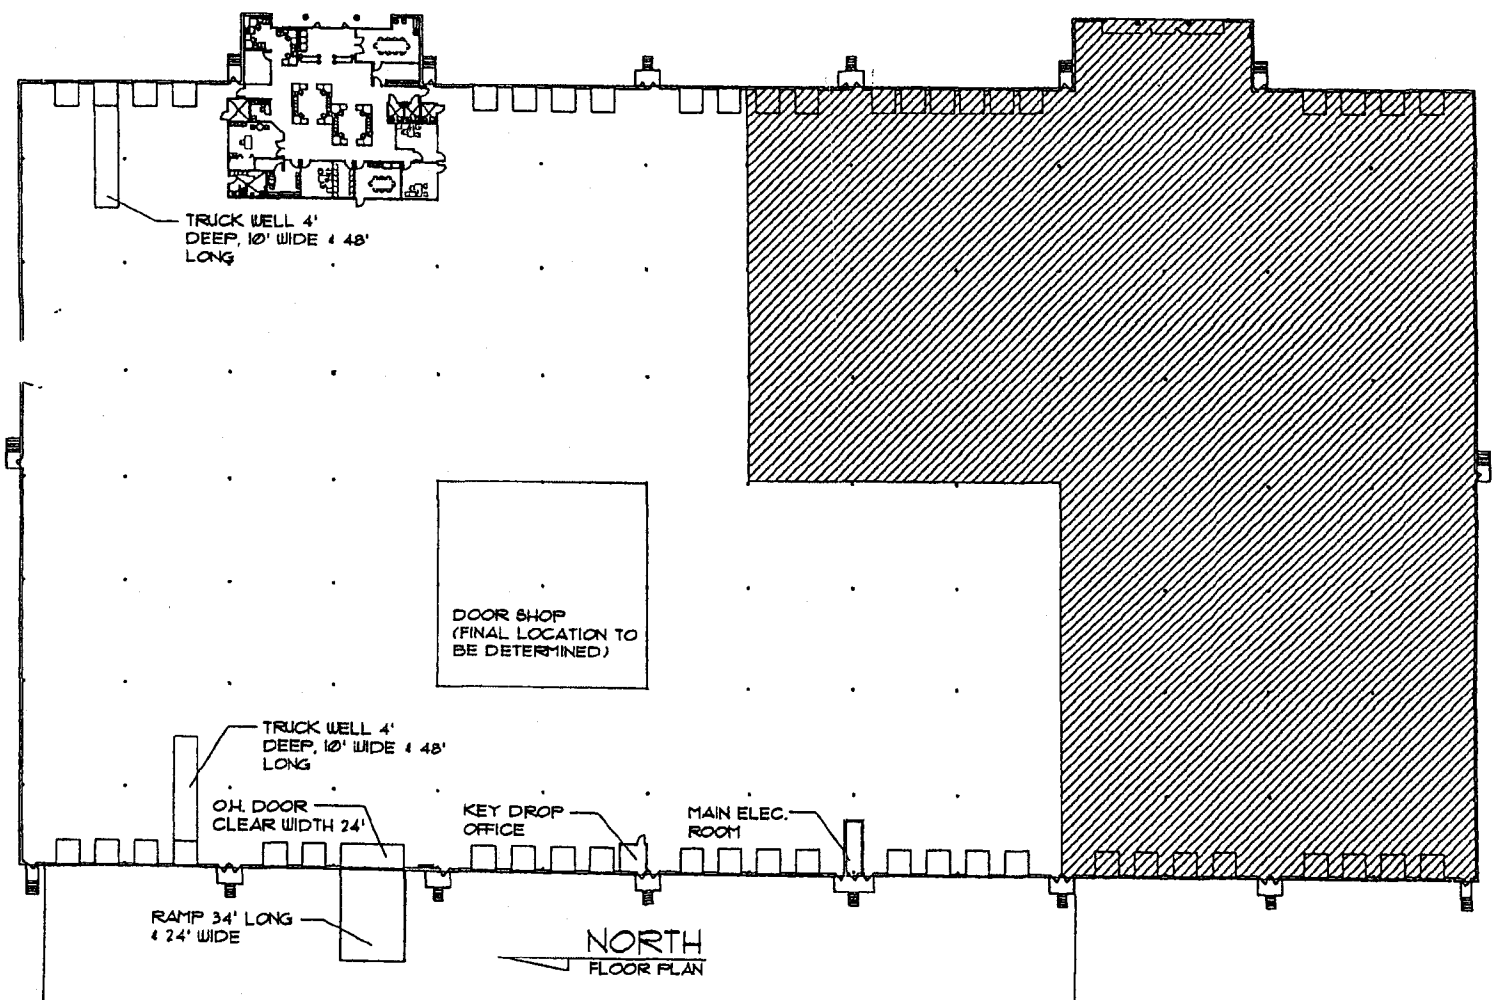 TRUCK WELL 4'
DEEP, 10' WIDE & 48'
LONG
DOOR SHOP
(FINAL LOCATION TO
BE DETERMINED)
TRUCK WELL 4'
DEEP, 10' WIDE & 48'
LONG
O.H. DOOR
CLEAR WIDTH 24'
KEY DROP
OFFICE
MAIN ELEC.
ROOM
RAMP 34' LONG
& 24' WIDE
NORTH
FLOOR PLAN